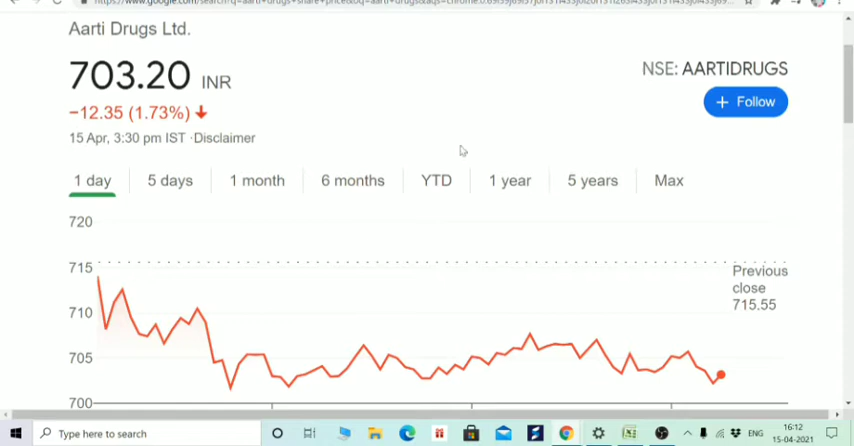 Aarti Drugs Ltd.
703.20 INR
NSE: AARTIDRUGS
−12.35 (1.73%)
+ Follow
15 Apr, 3:30 pm IST ·Disclaimer
1 day 5 days 1 month 6 months YTD 1 year 5 years Max
720
715
Previous
close
715.55
710
705
700
Type here to search
ENG
16:12
15-04-2021